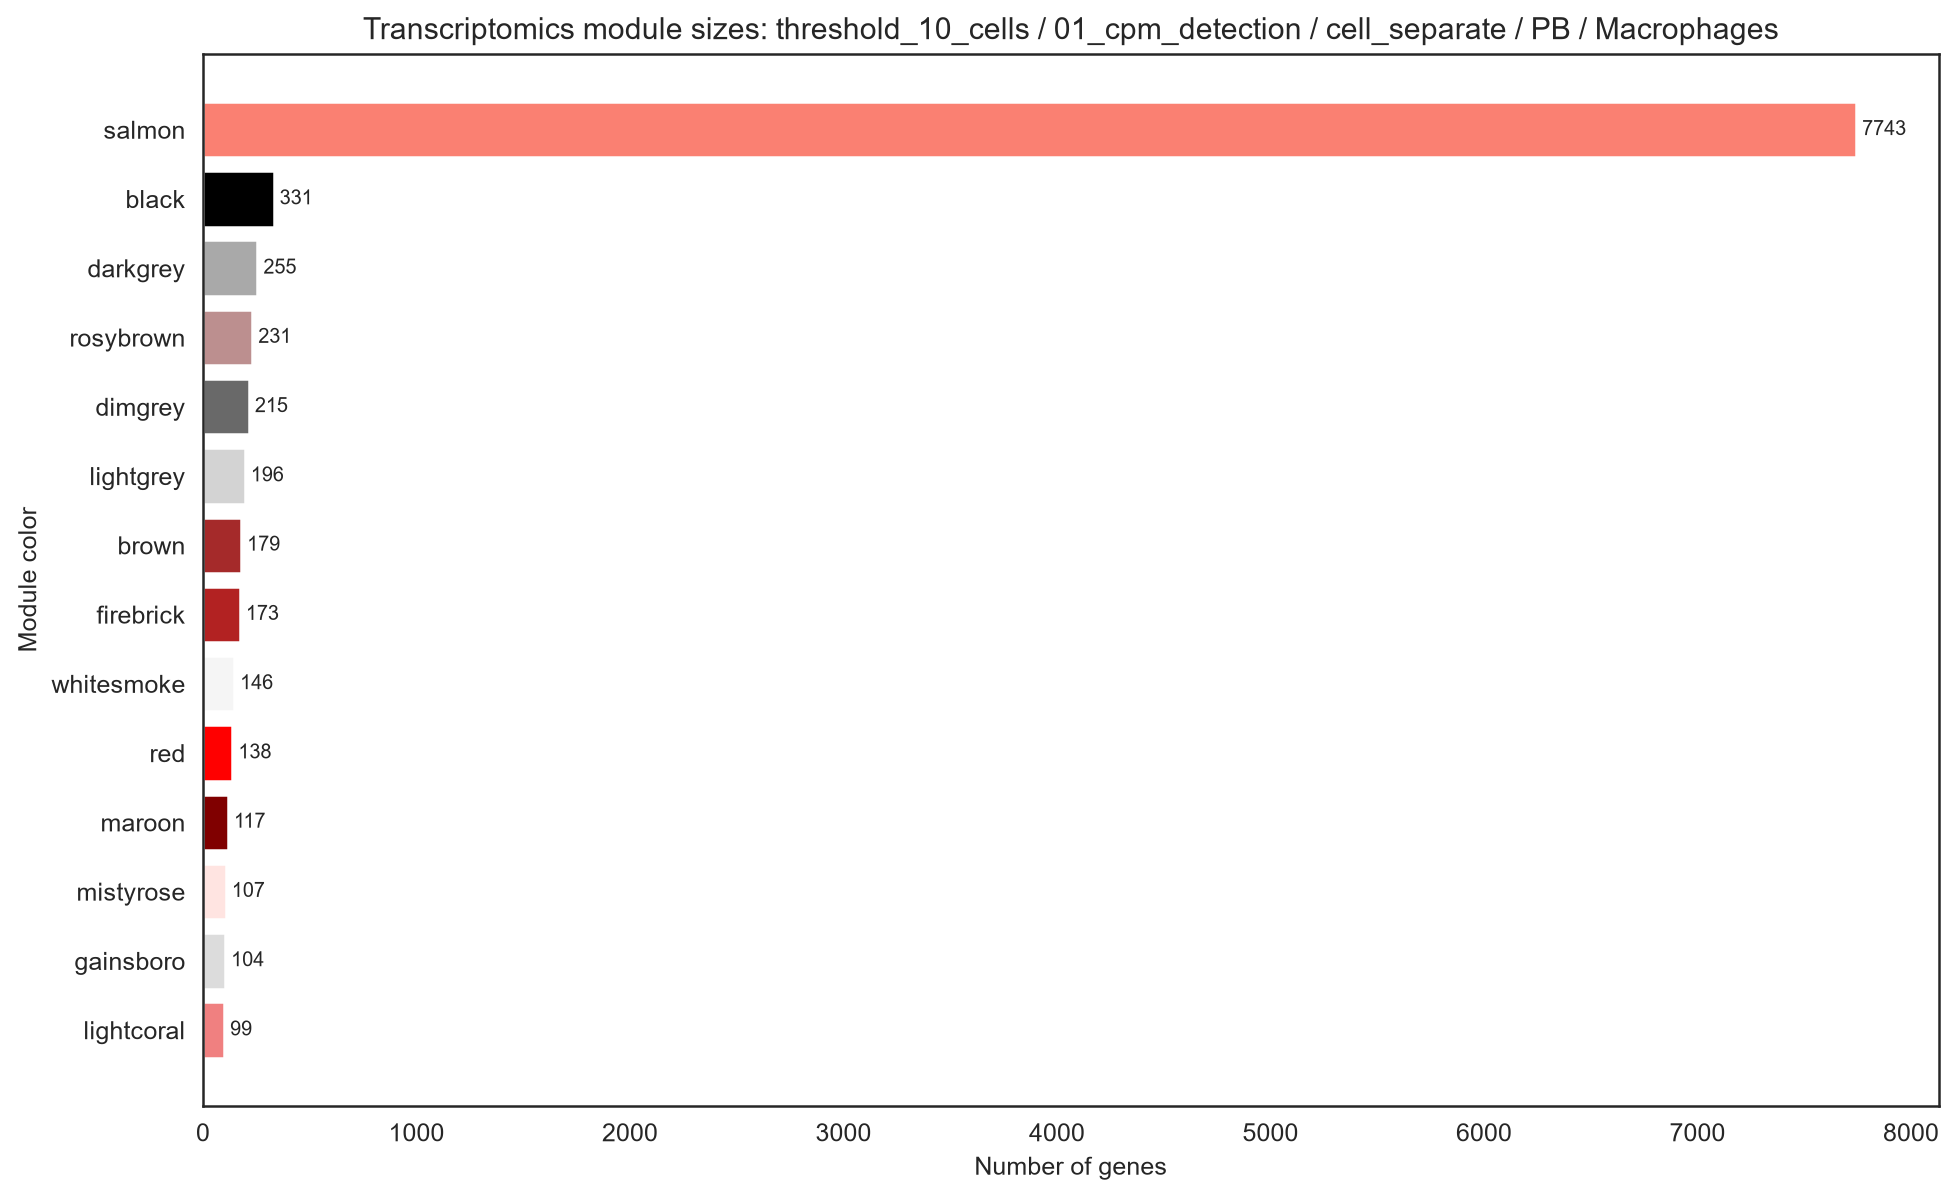 Transcriptomics module sizes: threshold_10_cells / 01_cpm_detection / cell_separate / PB / Macrophages
Module color
salmon 7743
black 331
darkgrey 255
rosybrown 231
dimgrey 215
lightgrey 196
brown 179
firebrick 173
whitesmoke 146
red 138
maroon 117
mistyrose 107
gainsboro 104
lightcoral 99
0 1000 2000 3000 4000 5000 6000 7000 8000
Number of genes